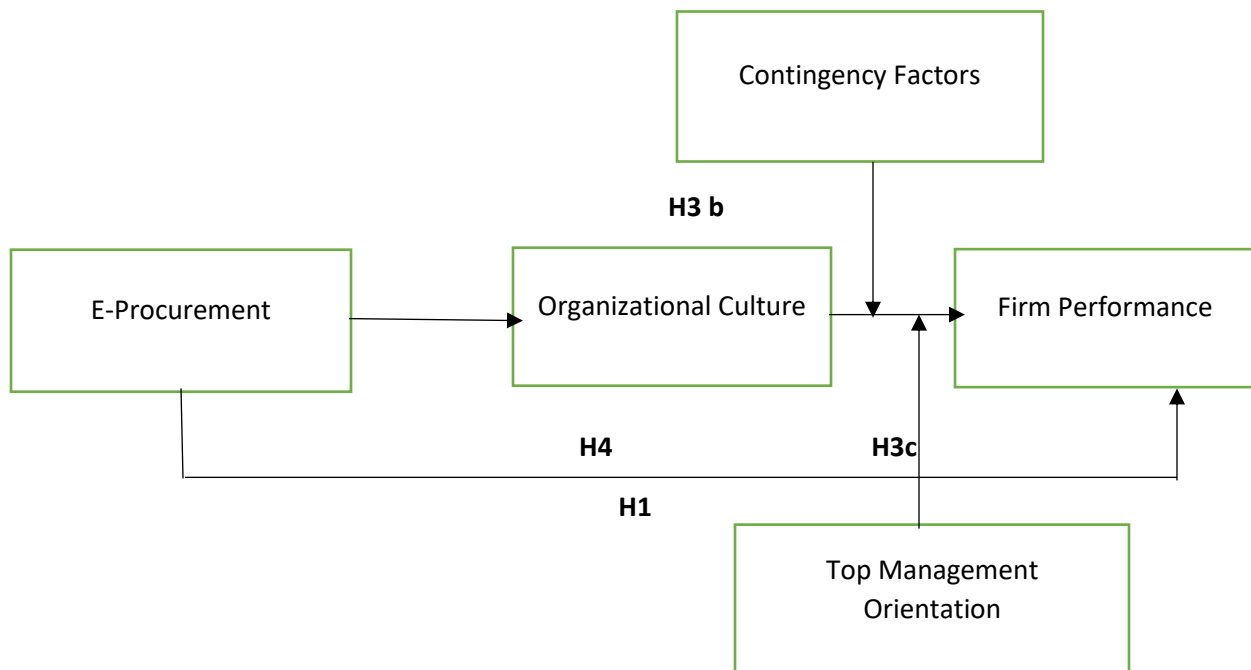 Contingency Factors
H3 b
E-Procurement
Organizational Culture
Firm Performance
H4
H3c
H1
Top Management
Orientation